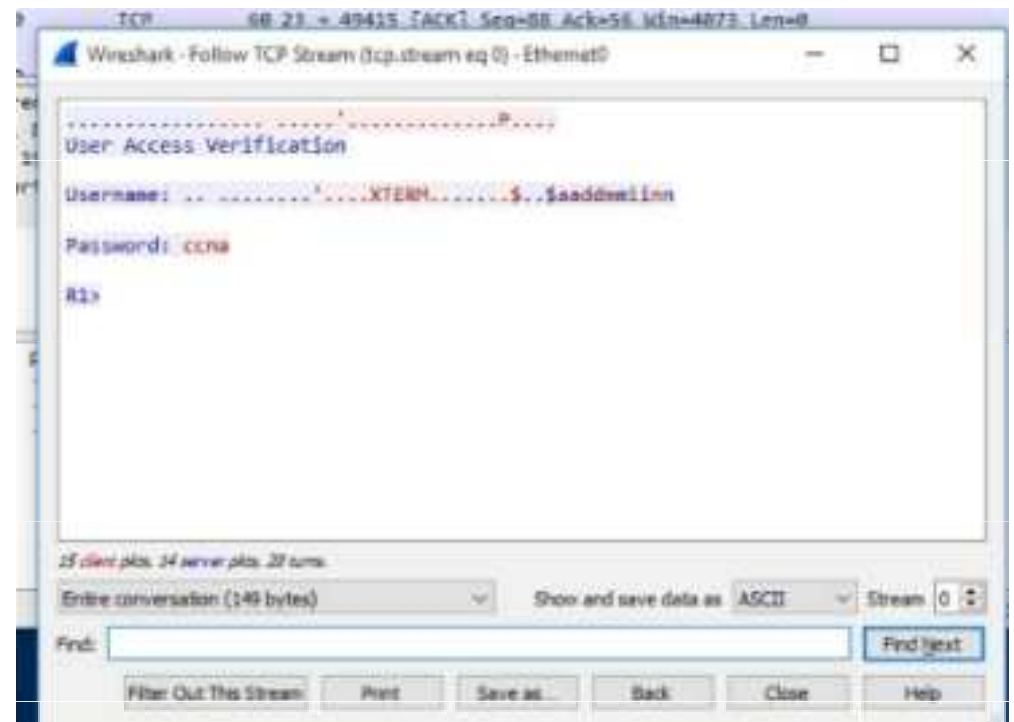 TCP 60 23 → 49415 [ACK] Seq=88 Ack=56 Win=4073 Len=0
Wireshark · Follow TCP Stream (tcp.stream eq 0) · Ethernet0
................. .....'.............P....
User Access Verification
Username: .. ........'....XTERM.......$..$aaddmmiinn
Password: ccna
R1>
15 client pkts, 14 server pkts, 20 turns.
Entire conversation (149 bytes)
Show and save data as ASCII
Stream 0
Find:
Find Next
Filter Out This Stream
Print
Save as...
Back
Close
Help